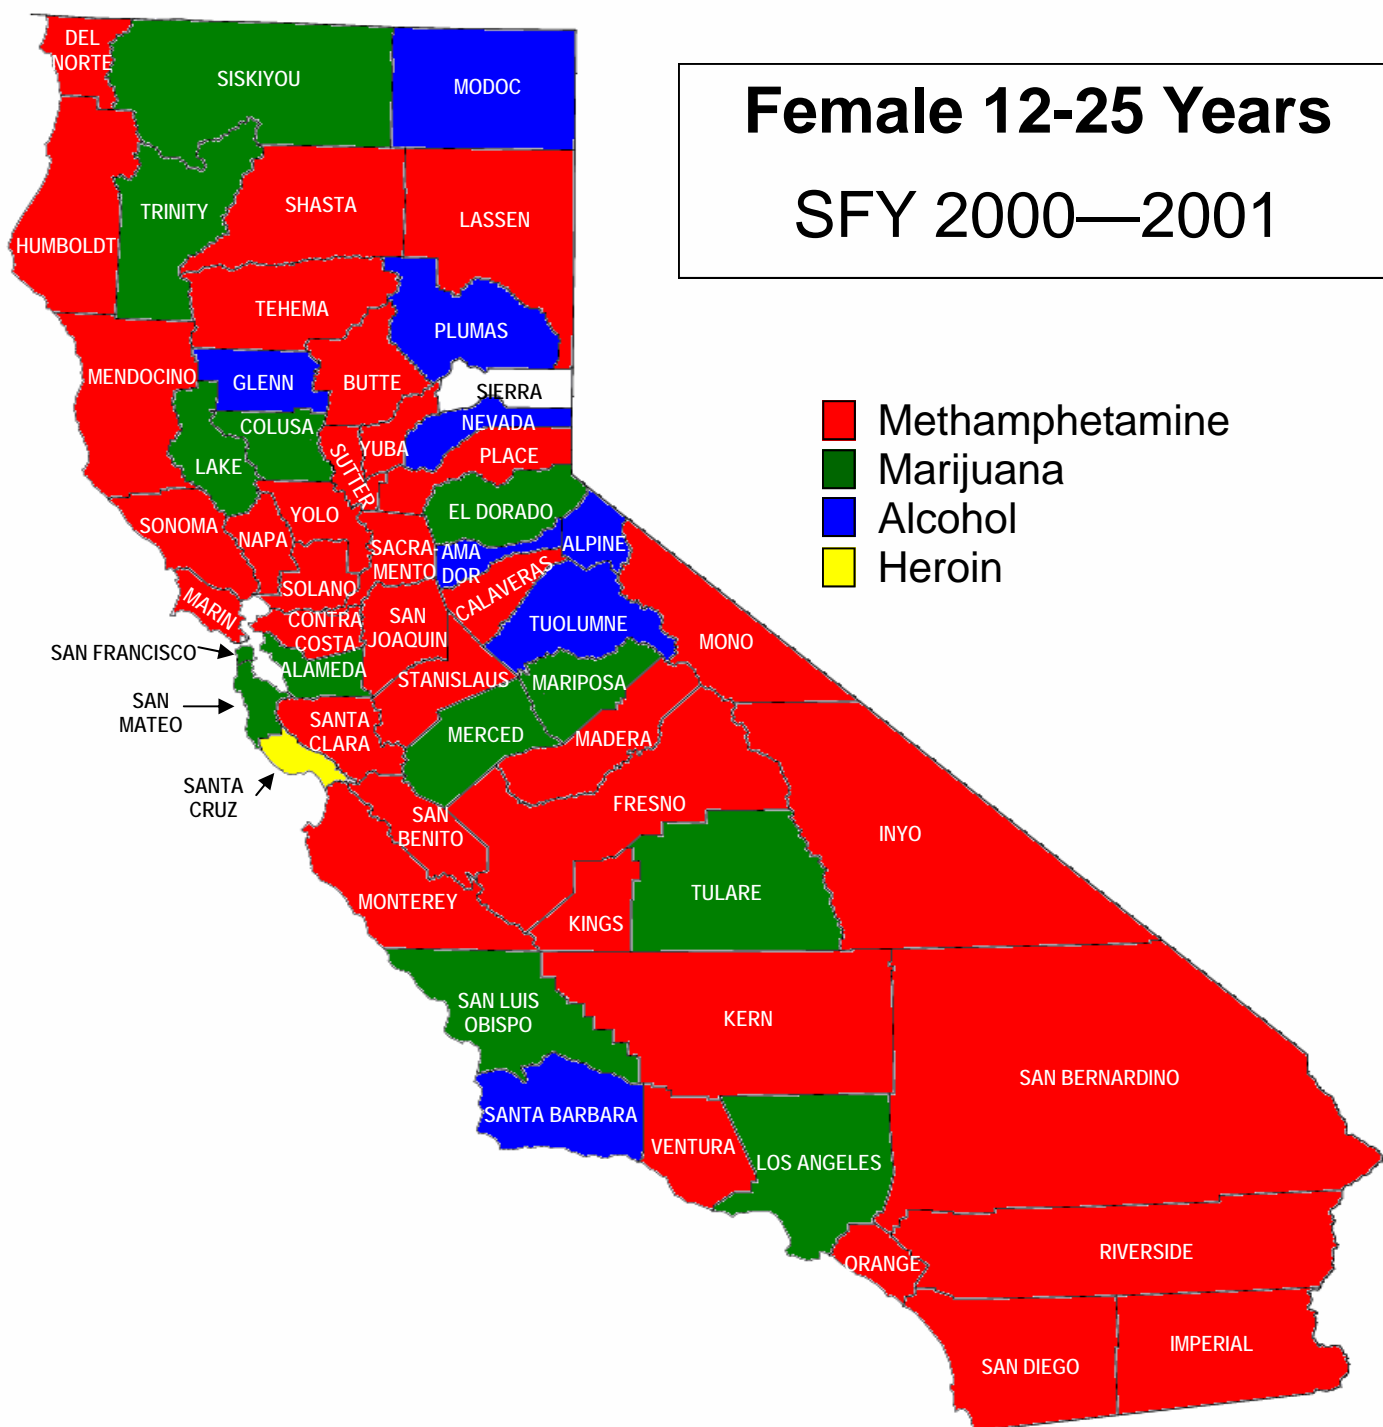 Female 12-25 Years
SFY 2000—2001
Methamphetamine
Marijuana
Alcohol
Heroin
DEL
NORTE
SISKIYOU
MODOC
HUMBOLDT
TRINITY
SHASTA
LASSEN
TEHEMA
PLUMAS
MENDOCINO
GLENN
BUTTE
SIERRA
COLUSA
NEVADA
LAKE
SUTTER
YUBA
PLACE
SONOMA
NAPA
YOLO
EL DORADO
SACRA
MENTO
AMA
DOR
ALPINE
SOLANO
CALAVERAS
MARIN
CONTRA
COSTA
SAN
JOAQUIN
TUOLUMNE
MONO
SAN FRANCISCO
ALAMEDA
STANISLAUS
MARIPOSA
SAN
MATEO
SANTA
CLARA
MERCED
MADERA
SANTA
CRUZ
SAN
BENITO
FRESNO
INYO
MONTEREY
KINGS
TULARE
SAN LUIS
OBISPO
KERN
SAN BERNARDINO
SANTA BARBARA
VENTURA
LOS ANGELES
ORANGE
RIVERSIDE
SAN DIEGO
IMPERIAL